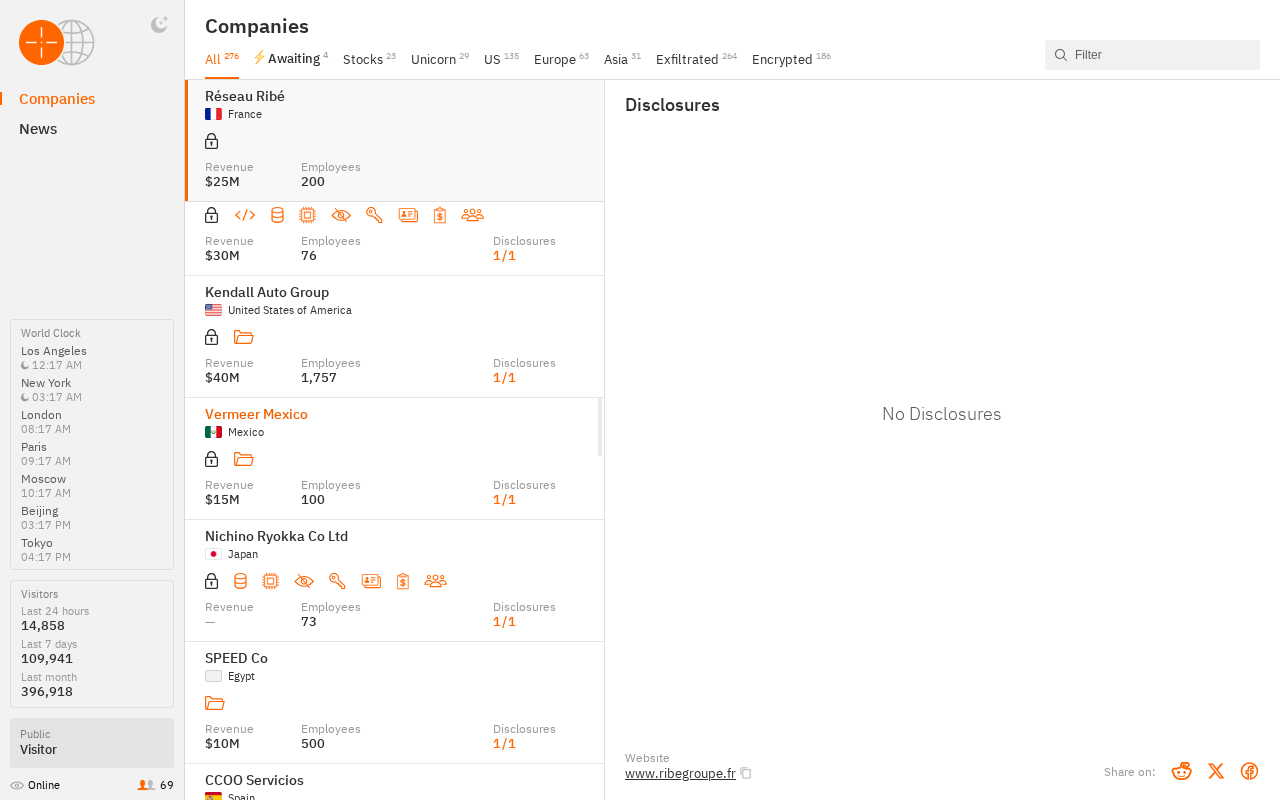 Companies
News
World Clock
Los Angeles
12:17 AM
New York
03:17 AM
London
08:17 AM
Paris
09:17 AM
Moscow
10:17 AM
Beijing
03:17 PM
Tokyo
04:17 PM
Visitors
Last 24 hours
14,858
Last 7 days
109,941
Last month
396,918
Public
Visitor
Online 69
Companies
All 276 Awaiting 4 Stocks 23 Unicorn 29 US 135 Europe 63 Asia 31 Exfiltrated 264 Encrypted 186
Filter
Réseau Ribé
France
Revenue Employees
$25M 200
Revenue Employees Disclosures
$30M 76 1/1
Kendall Auto Group
United States of America
Revenue Employees Disclosures
$40M 1,757 1/1
Vermeer Mexico
Mexico
Revenue Employees Disclosures
$15M 100 1/1
Nichino Ryokka Co Ltd
Japan
Revenue Employees Disclosures
— 73 1/1
SPEED Co
Egypt
Revenue Employees Disclosures
$10M 500 1/1
CCOO Servicios
Spain
Disclosures
No Disclosures
Website
www.ribegroupe.fr
Share on: